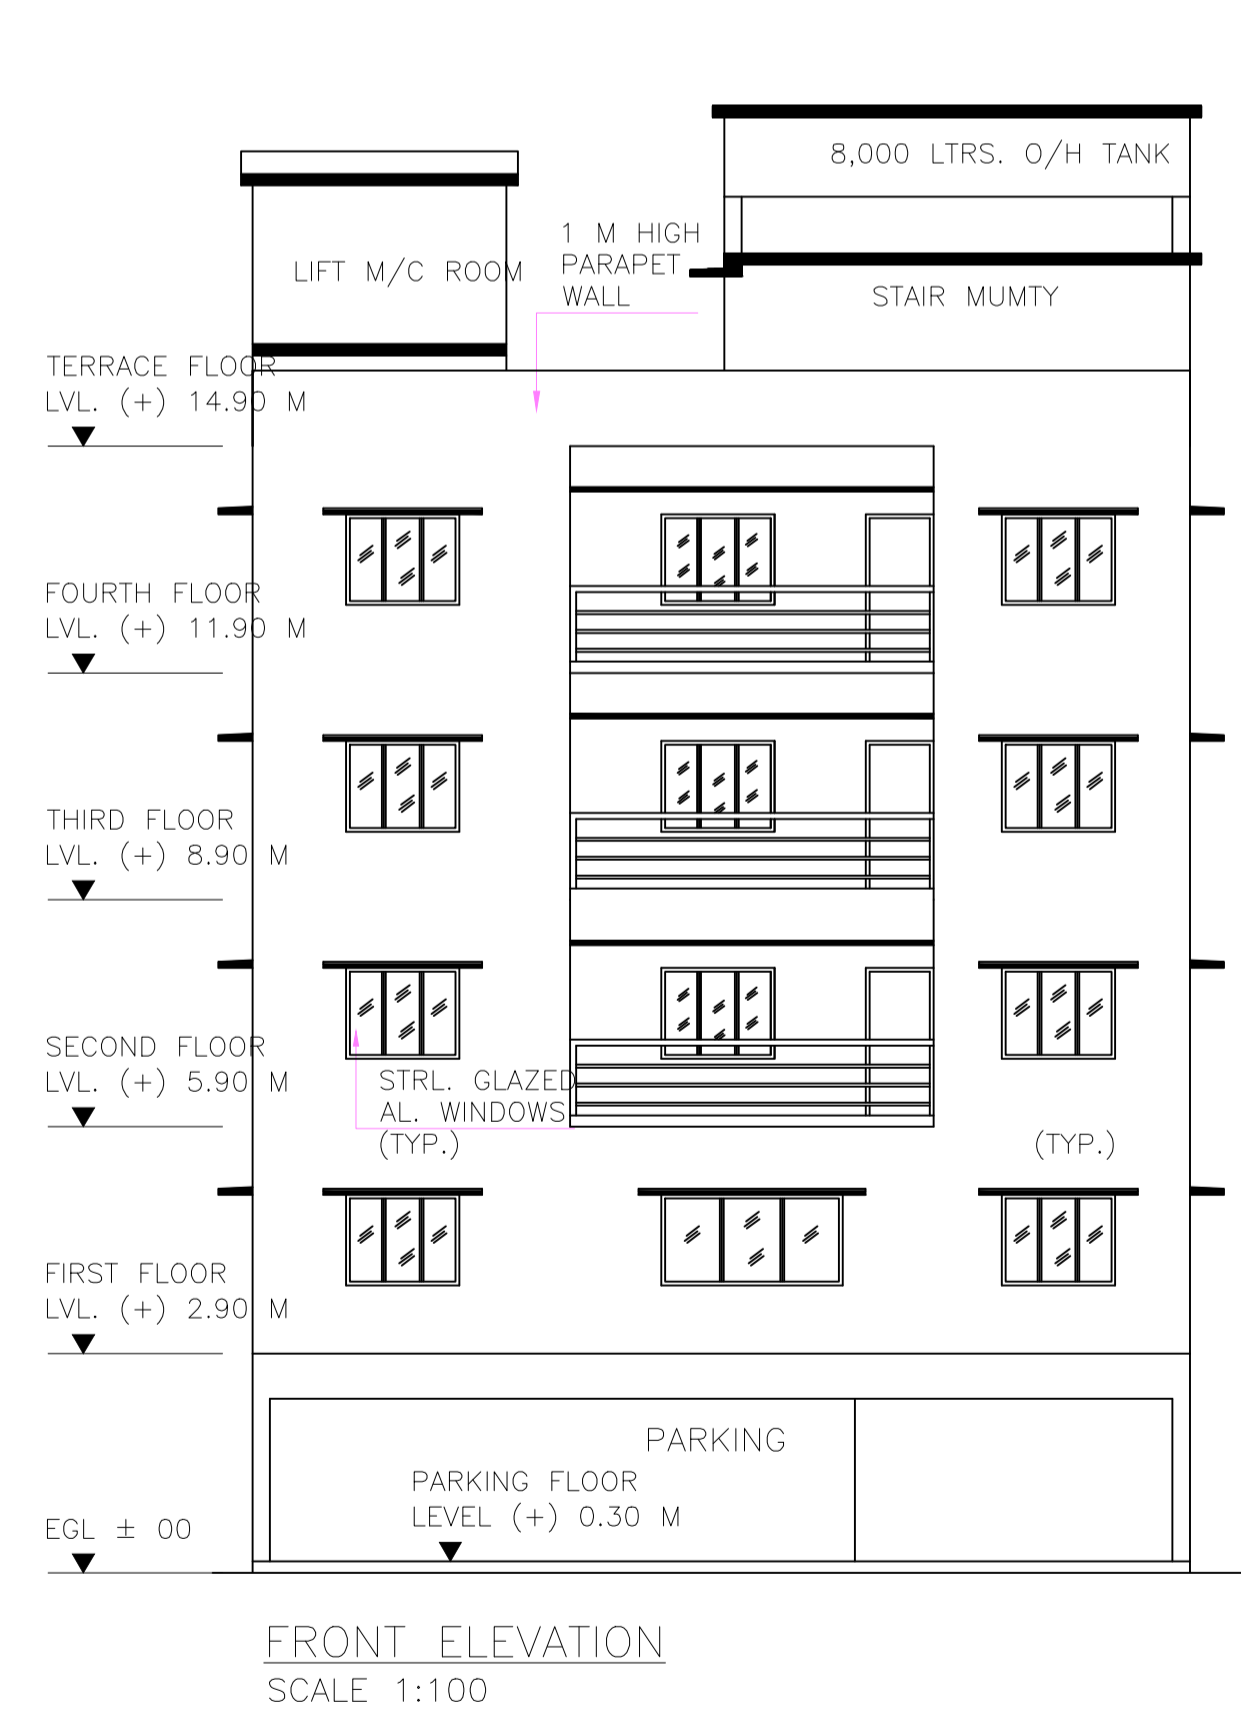 8,000 LTRS. O/H TANK
1 M HIGH
PARAPET
WALL
LIFT M/C ROOM
STAIR MUMTY
TERRACE FLOOR
LVL. (+) 14.90 M
FOURTH FLOOR
LVL. (+) 11.90 M
THIRD FLOOR
LVL. (+) 8.90 M
SECOND FLOOR
LVL. (+) 5.90 M
STRL. GLAZED
AL. WINDOWS
(TYP.)
(TYP.)
FIRST FLOOR
LVL. (+) 2.90 M
PARKING
PARKING FLOOR
LEVEL (+) 0.30 M
EGL ± 00
FRONT ELEVATION
SCALE 1:100